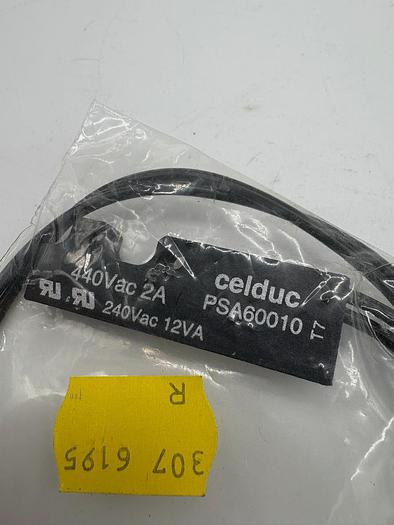 celduc
440Vac 2A PSA60010 T7
240Vac 12VA
R
307 6195